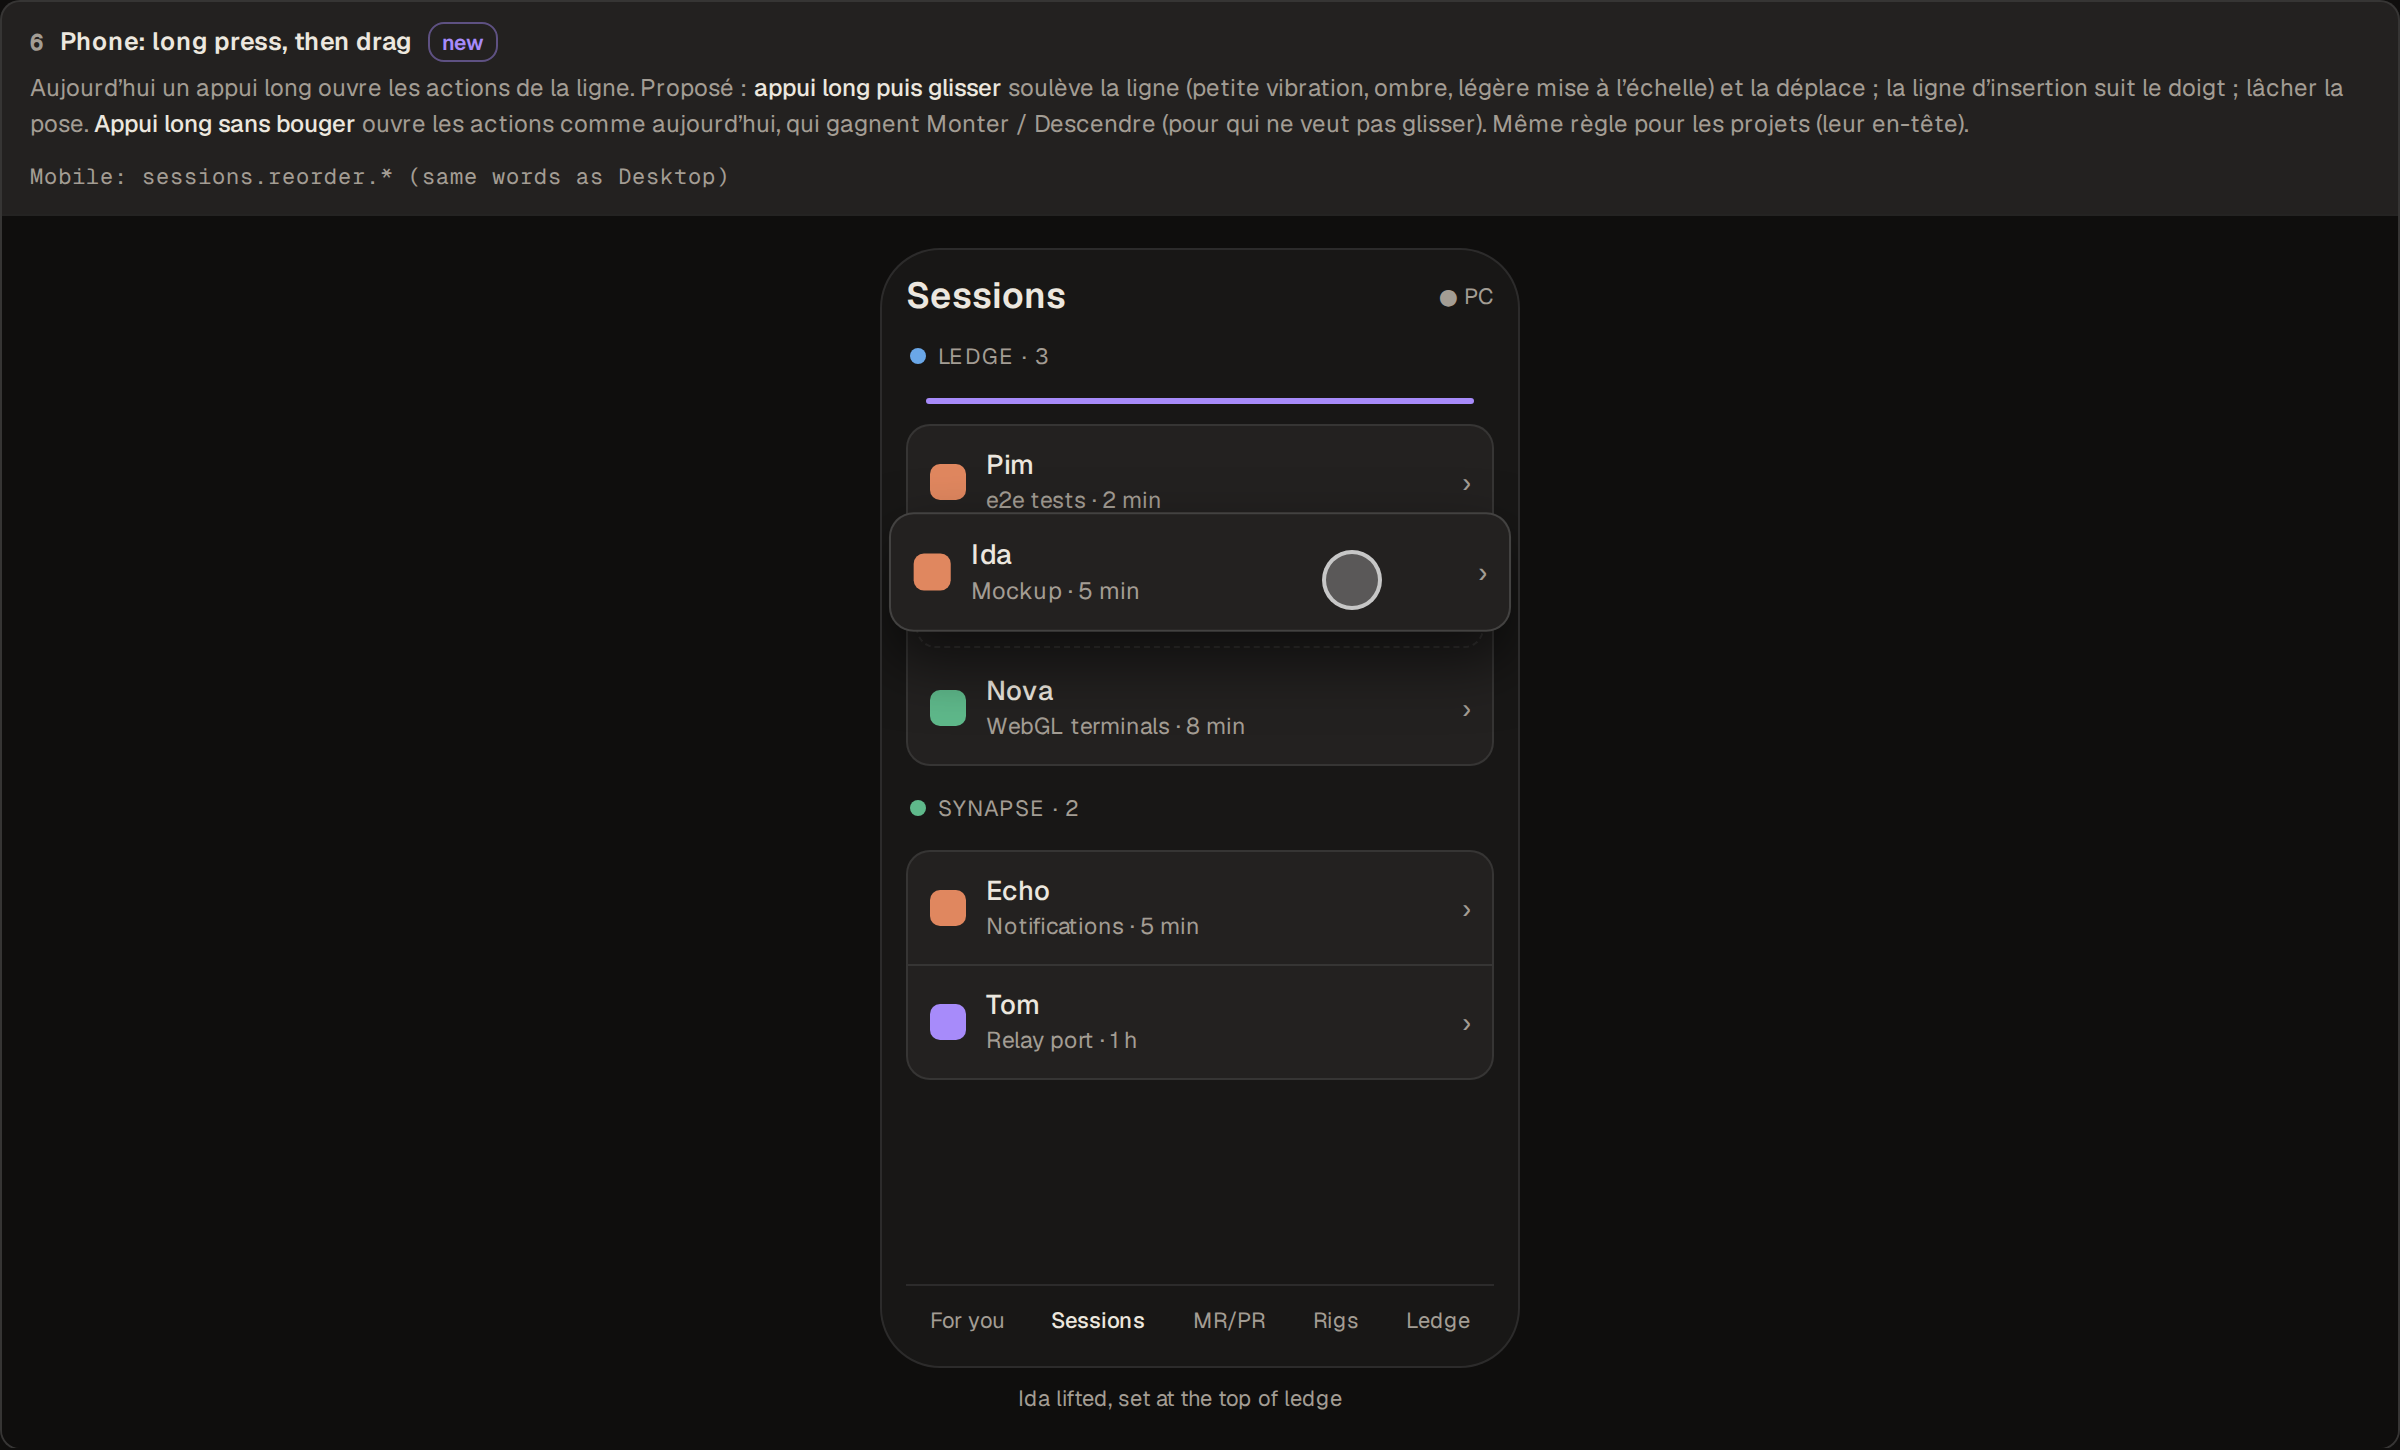 6 Phone: long press, then drag new
Aujourd’hui un appui long ouvre les actions de la ligne. Proposé : appui long puis glisser soulève la ligne (petite vibration, ombre, légère mise à l’échelle) et la déplace ; la ligne d’insertion suit le doigt ; lâcher la
pose. Appui long sans bouger ouvre les actions comme aujourd’hui, qui gagnent Monter / Descendre (pour qui ne veut pas glisser). Même règle pour les projets (leur en-tête).
Mobile: sessions.reorder.* (same words as Desktop)
Sessions
PC
LEDGE · 3
Pim
e2e tests · 2 min
Ida
Mockup · 5 min
Nova
WebGL terminals · 8 min
SYNAPSE · 2
Echo
Notifications · 5 min
Tom
Relay port · 1 h
For you Sessions MR/PR Rigs Ledge
Ida lifted, set at the top of ledge